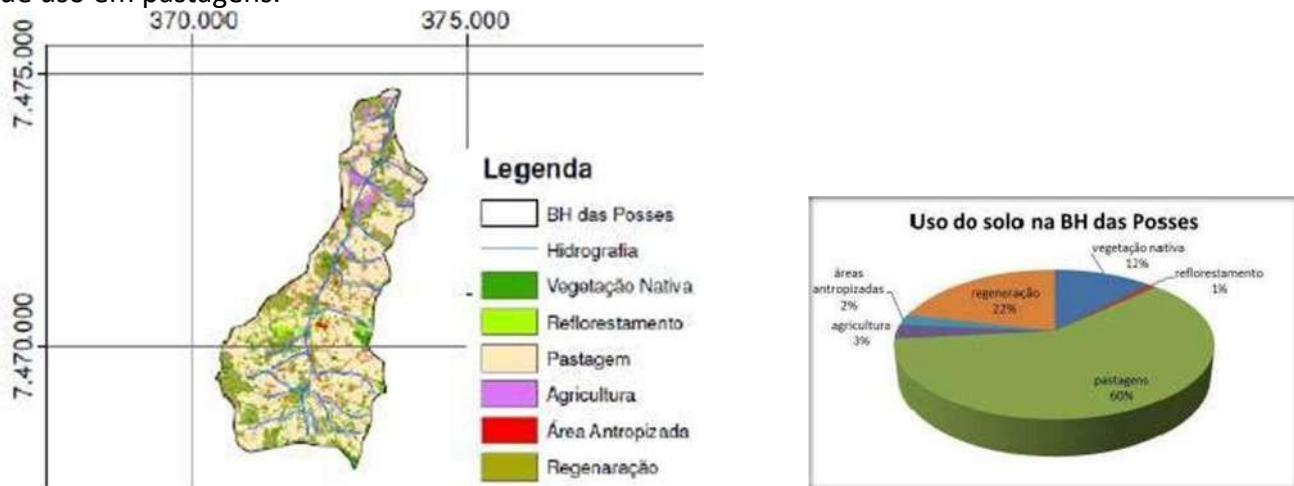 de uso em pastagens.
370.000
375.000
7.475.000
7.470.000
Legenda
BH das Posses
Hidrografia
Vegetação Nativa
Reflorestamento
Pastagem
Agricultura
Área Antropizada
Regenaração
Uso do solo na BH das Posses
vegetação nativa
12%
reflorestamento
1%
áreas
antropizadas
2%
regeneração
22%
agricultura
3%
pastagens
60%